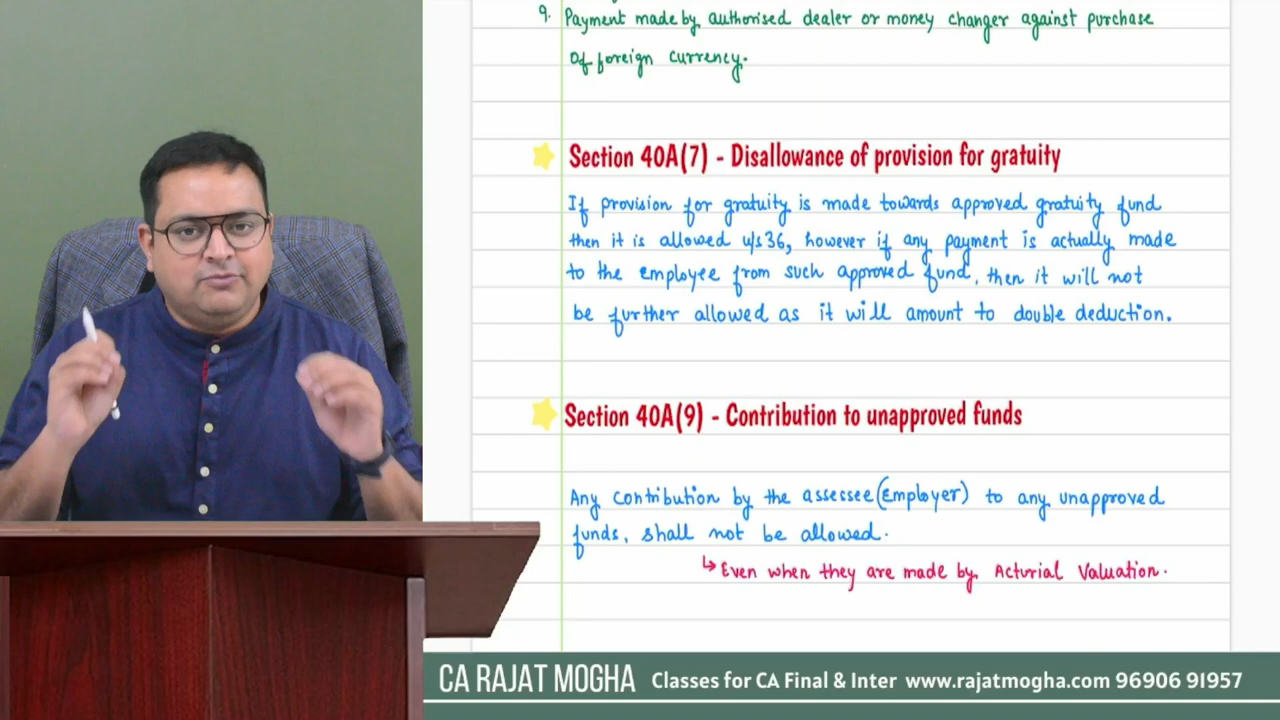 9. Payment made by authorised dealer or money changer against purchase
of foreign currency.
Section 40A(7) - Disallowance of provision for gratuity
If provision for gratuity is made towards approved gratuity fund
then it is allowed u/s 36, however if any payment is actually made
to the employee from such approved fund, then it will not
be further allowed as it will amount to double deduction.
Section 40A(9) - Contribution to unapproved funds
Any contribution by the assessee (Employer) to any unapproved
funds, shall not be allowed.
↳ Even when they are made by Acturial Valuation.
CA RAJAT MOGHA Classes for CA Final & Inter www.rajatmogha.com 96906 91957